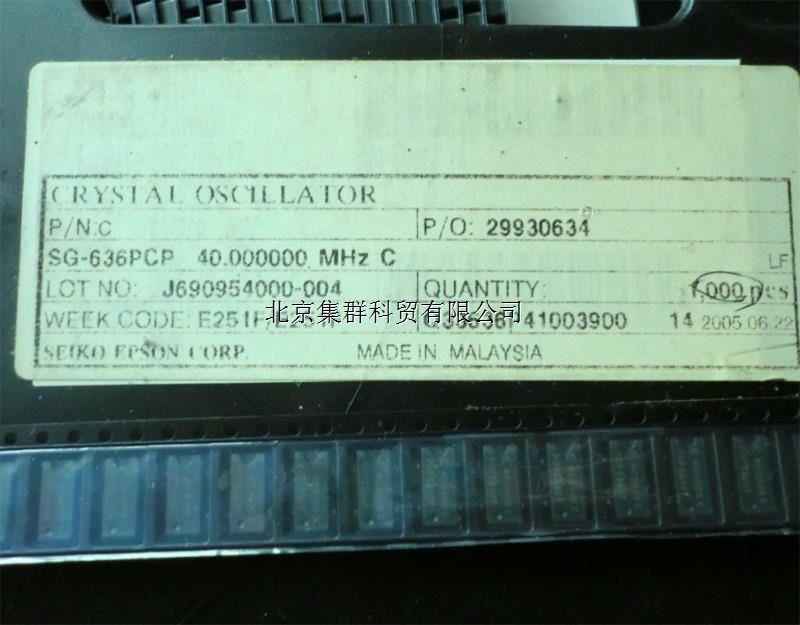 CRYSTAL OSCILLATOR
P/N:C P/O: 29930634
SG-636PCP 40.000000 MHz C LF
LOT NO: J690954000-004 QUANTITY: 1,000 pcs
北京集群科贸有限公司
WEEK CODE: 41003900 14 2005.06.22
SEIKO EPSON CORP. MADE IN MALAYSIA